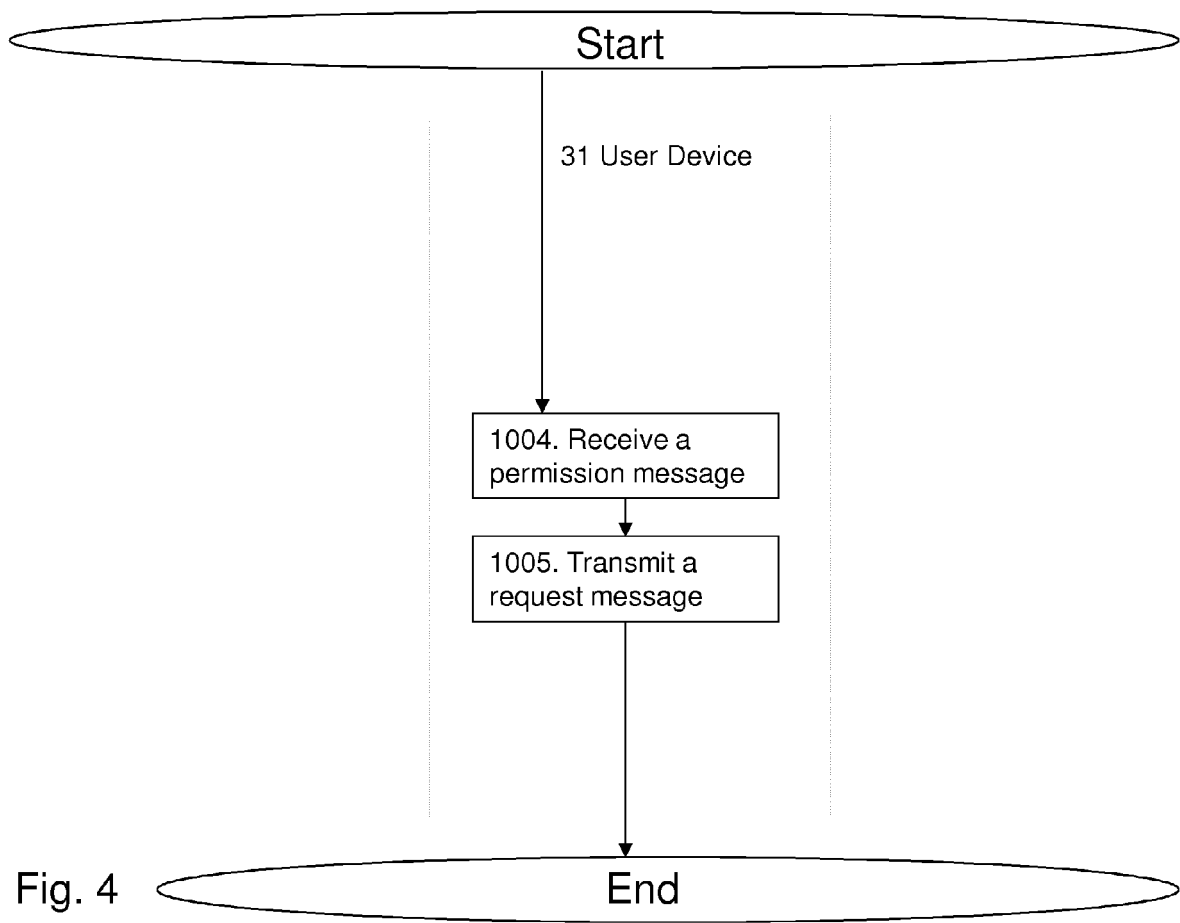 Start
31 User Device
1004. Receive a
permission message
1005. Transmit a
request message
Fig. 4
End